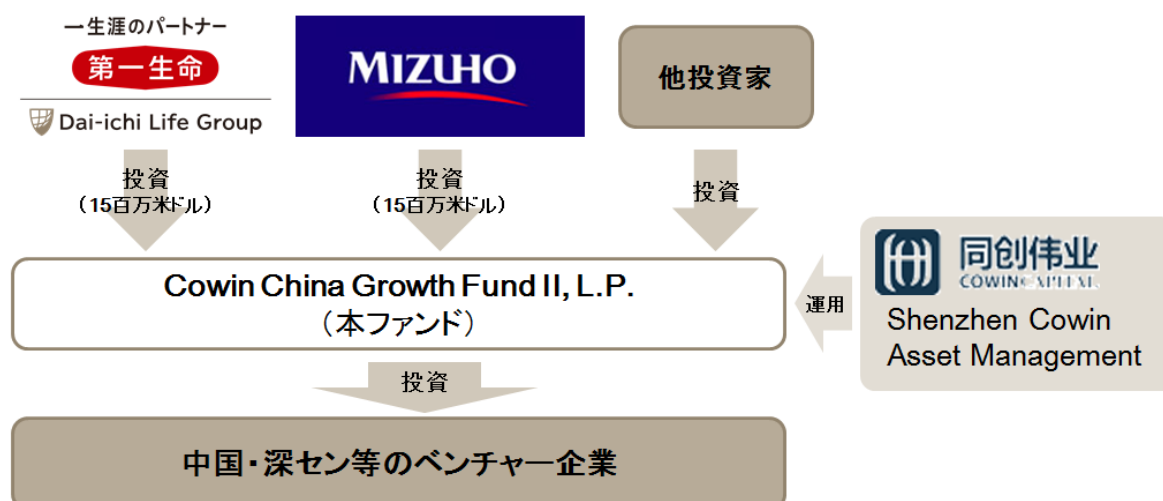 一生涯のパートナー
第一生命
Dai-ichi Life Group
MIZUHO
他投資家
投資
（15百万米ドル）
投資
（15百万米ドル）
投資
Cowin China Growth Fund II, L.P.
（本ファンド）
運用
同创伟业
COWIN CAPITAL
Shenzhen Cowin
Asset Management
投資
中国・深セン等のベンチャー企業